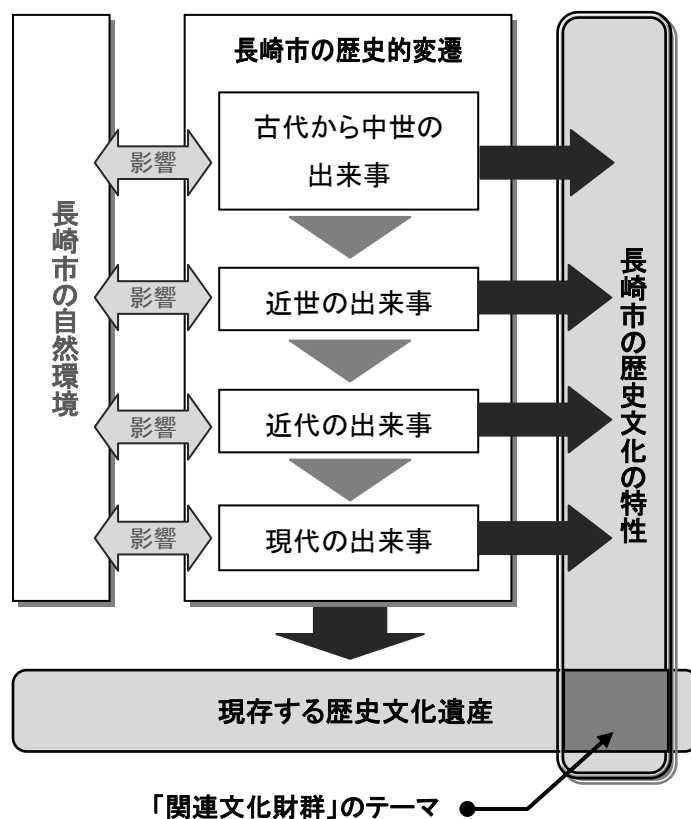 長崎市の歴史的変遷
古代から中世の
出来事
影響
近世の出来事
影響
近代の出来事
影響
現代の出来事
影響
長崎市の自然環境
長崎市の歴史文化の特性
現存する歴史文化遺産
「関連文化財群」のテーマ